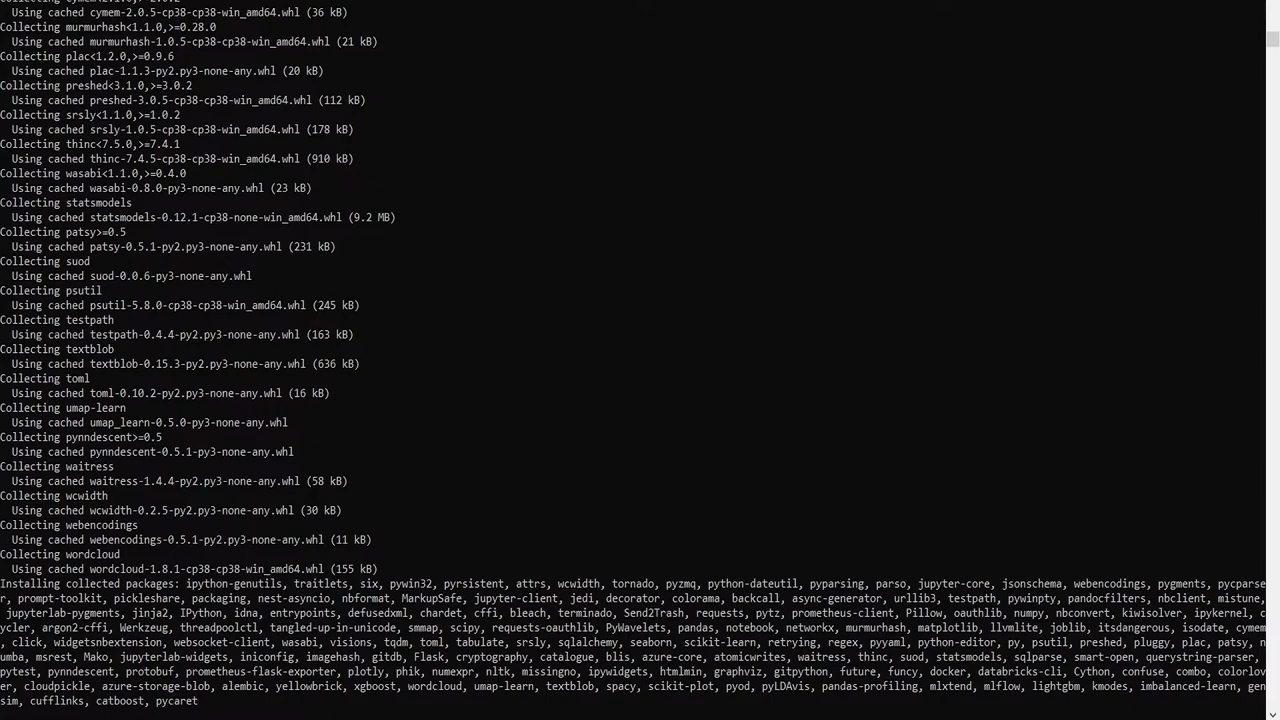 Using cached cymem-2.0.5-cp38-cp38-win_amd64.whl (36 kB)
Collecting murmurhash<1.1.0,>=0.28.0
Using cached murmurhash-1.0.5-cp38-cp38-win_amd64.whl (21 kB)
Collecting plac<1.2.0,>=0.9.6
Using cached plac-1.1.3-py2.py3-none-any.whl (20 kB)
Collecting preshed<3.1.0,>=3.0.2
Using cached preshed-3.0.5-cp38-cp38-win_amd64.whl (112 kB)
Collecting srsly<1.1.0,>=1.0.2
Using cached srsly-1.0.5-cp38-cp38-win_amd64.whl (178 kB)
Collecting thinc<7.5.0,>=7.4.1
Using cached thinc-7.4.5-cp38-cp38-win_amd64.whl (910 kB)
Collecting wasabi<1.1.0,>=0.4.0
Using cached wasabi-0.8.0-py3-none-any.whl (23 kB)
Collecting statsmodels
Using cached statsmodels-0.12.1-cp38-none-win_amd64.whl (9.2 MB)
Collecting patsy>=0.5
Using cached patsy-0.5.1-py2.py3-none-any.whl (231 kB)
Collecting suod
Using cached suod-0.0.6-py3-none-any.whl
Collecting psutil
Using cached psutil-5.8.0-cp38-cp38-win_amd64.whl (245 kB)
Collecting testpath
Using cached testpath-0.4.4-py2.py3-none-any.whl (163 kB)
Collecting textblob
Using cached textblob-0.15.3-py2.py3-none-any.whl (636 kB)
Collecting toml
Using cached toml-0.10.2-py2.py3-none-any.whl (16 kB)
Collecting umap-learn
Using cached umap_learn-0.5.0-py3-none-any.whl
Collecting pynndescent>=0.5
Using cached pynndescent-0.5.1-py3-none-any.whl
Collecting waitress
Using cached waitress-1.4.4-py2.py3-none-any.whl (58 kB)
Collecting wcwidth
Using cached wcwidth-0.2.5-py2.py3-none-any.whl (30 kB)
Collecting webencodings
Using cached webencodings-0.5.1-py2.py3-none-any.whl (11 kB)
Collecting wordcloud
Using cached wordcloud-1.8.1-cp38-cp38-win_amd64.whl (155 kB)
Installing collected packages: ipython-genutils, traitlets, six, pywin32, pyrsistent, attrs, wcwidth, tornado, pyzmq, python-dateutil, pyparsing, parso, jupyter-core, jsonschema, webencodings, pygments, pycparse
r, prompt-toolkit, pickleshare, packaging, nest-asyncio, nbformat, MarkupSafe, jupyter-client, jedi, decorator, colorama, backcall, async-generator, urllib3, testpath, pywinpty, pandocfilters, nbclient, mistune,
jupyterlab-pygments, jinja2, IPython, idna, entrypoints, defusedxml, chardet, cffi, bleach, terminado, Send2Trash, requests, pytz, prometheus-client, Pillow, oauthlib, numpy, nbconvert, kiwisolver, ipykernel, c
ycler, argon2-cffi, Werkzeug, threadpoolctl, tangled-up-in-unicode, smmap, scipy, requests-oauthlib, PyWavelets, pandas, notebook, networkx, murmurhash, matplotlib, llvmlite, joblib, itsdangerous, isodate, cymem
, click, widgetsnbextension, websocket-client, wasabi, visions, tqdm, toml, tabulate, srsly, sqlalchemy, seaborn, scikit-learn, retrying, regex, pyyaml, python-editor, py, psutil, preshed, pluggy, plac, patsy, n
umba, msrest, Mako, jupyterlab-widgets, iniconfig, imagehash, gitdb, Flask, cryptography, catalogue, blis, azure-core, atomicwrites, waitress, thinc, suod, statsmodels, sqlparse, smart-open, querystring-parser,
pytest, pynndescent, protobuf, prometheus-flask-exporter, plotly, phik, numexpr, nltk, missingno, ipywidgets, htmlmin, graphviz, gitpython, future, funcy, docker, databricks-cli, Cython, confuse, combo, colorlov
er, cloudpickle, azure-storage-blob, alembic, yellowbrick, xgboost, wordcloud, umap-learn, textblob, spacy, scikit-plot, pyod, pyLDAvis, pandas-profiling, mlxtend, mlflow, lightgbm, kmodes, imbalanced-learn, gen
sim, cufflinks, catboost, pycaret